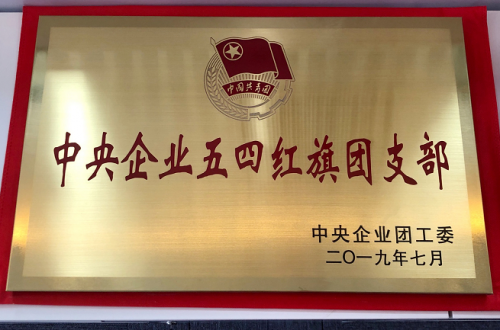 中国共青团
中央企业五四红旗团支部
中央企业团工委
二〇一九年七月